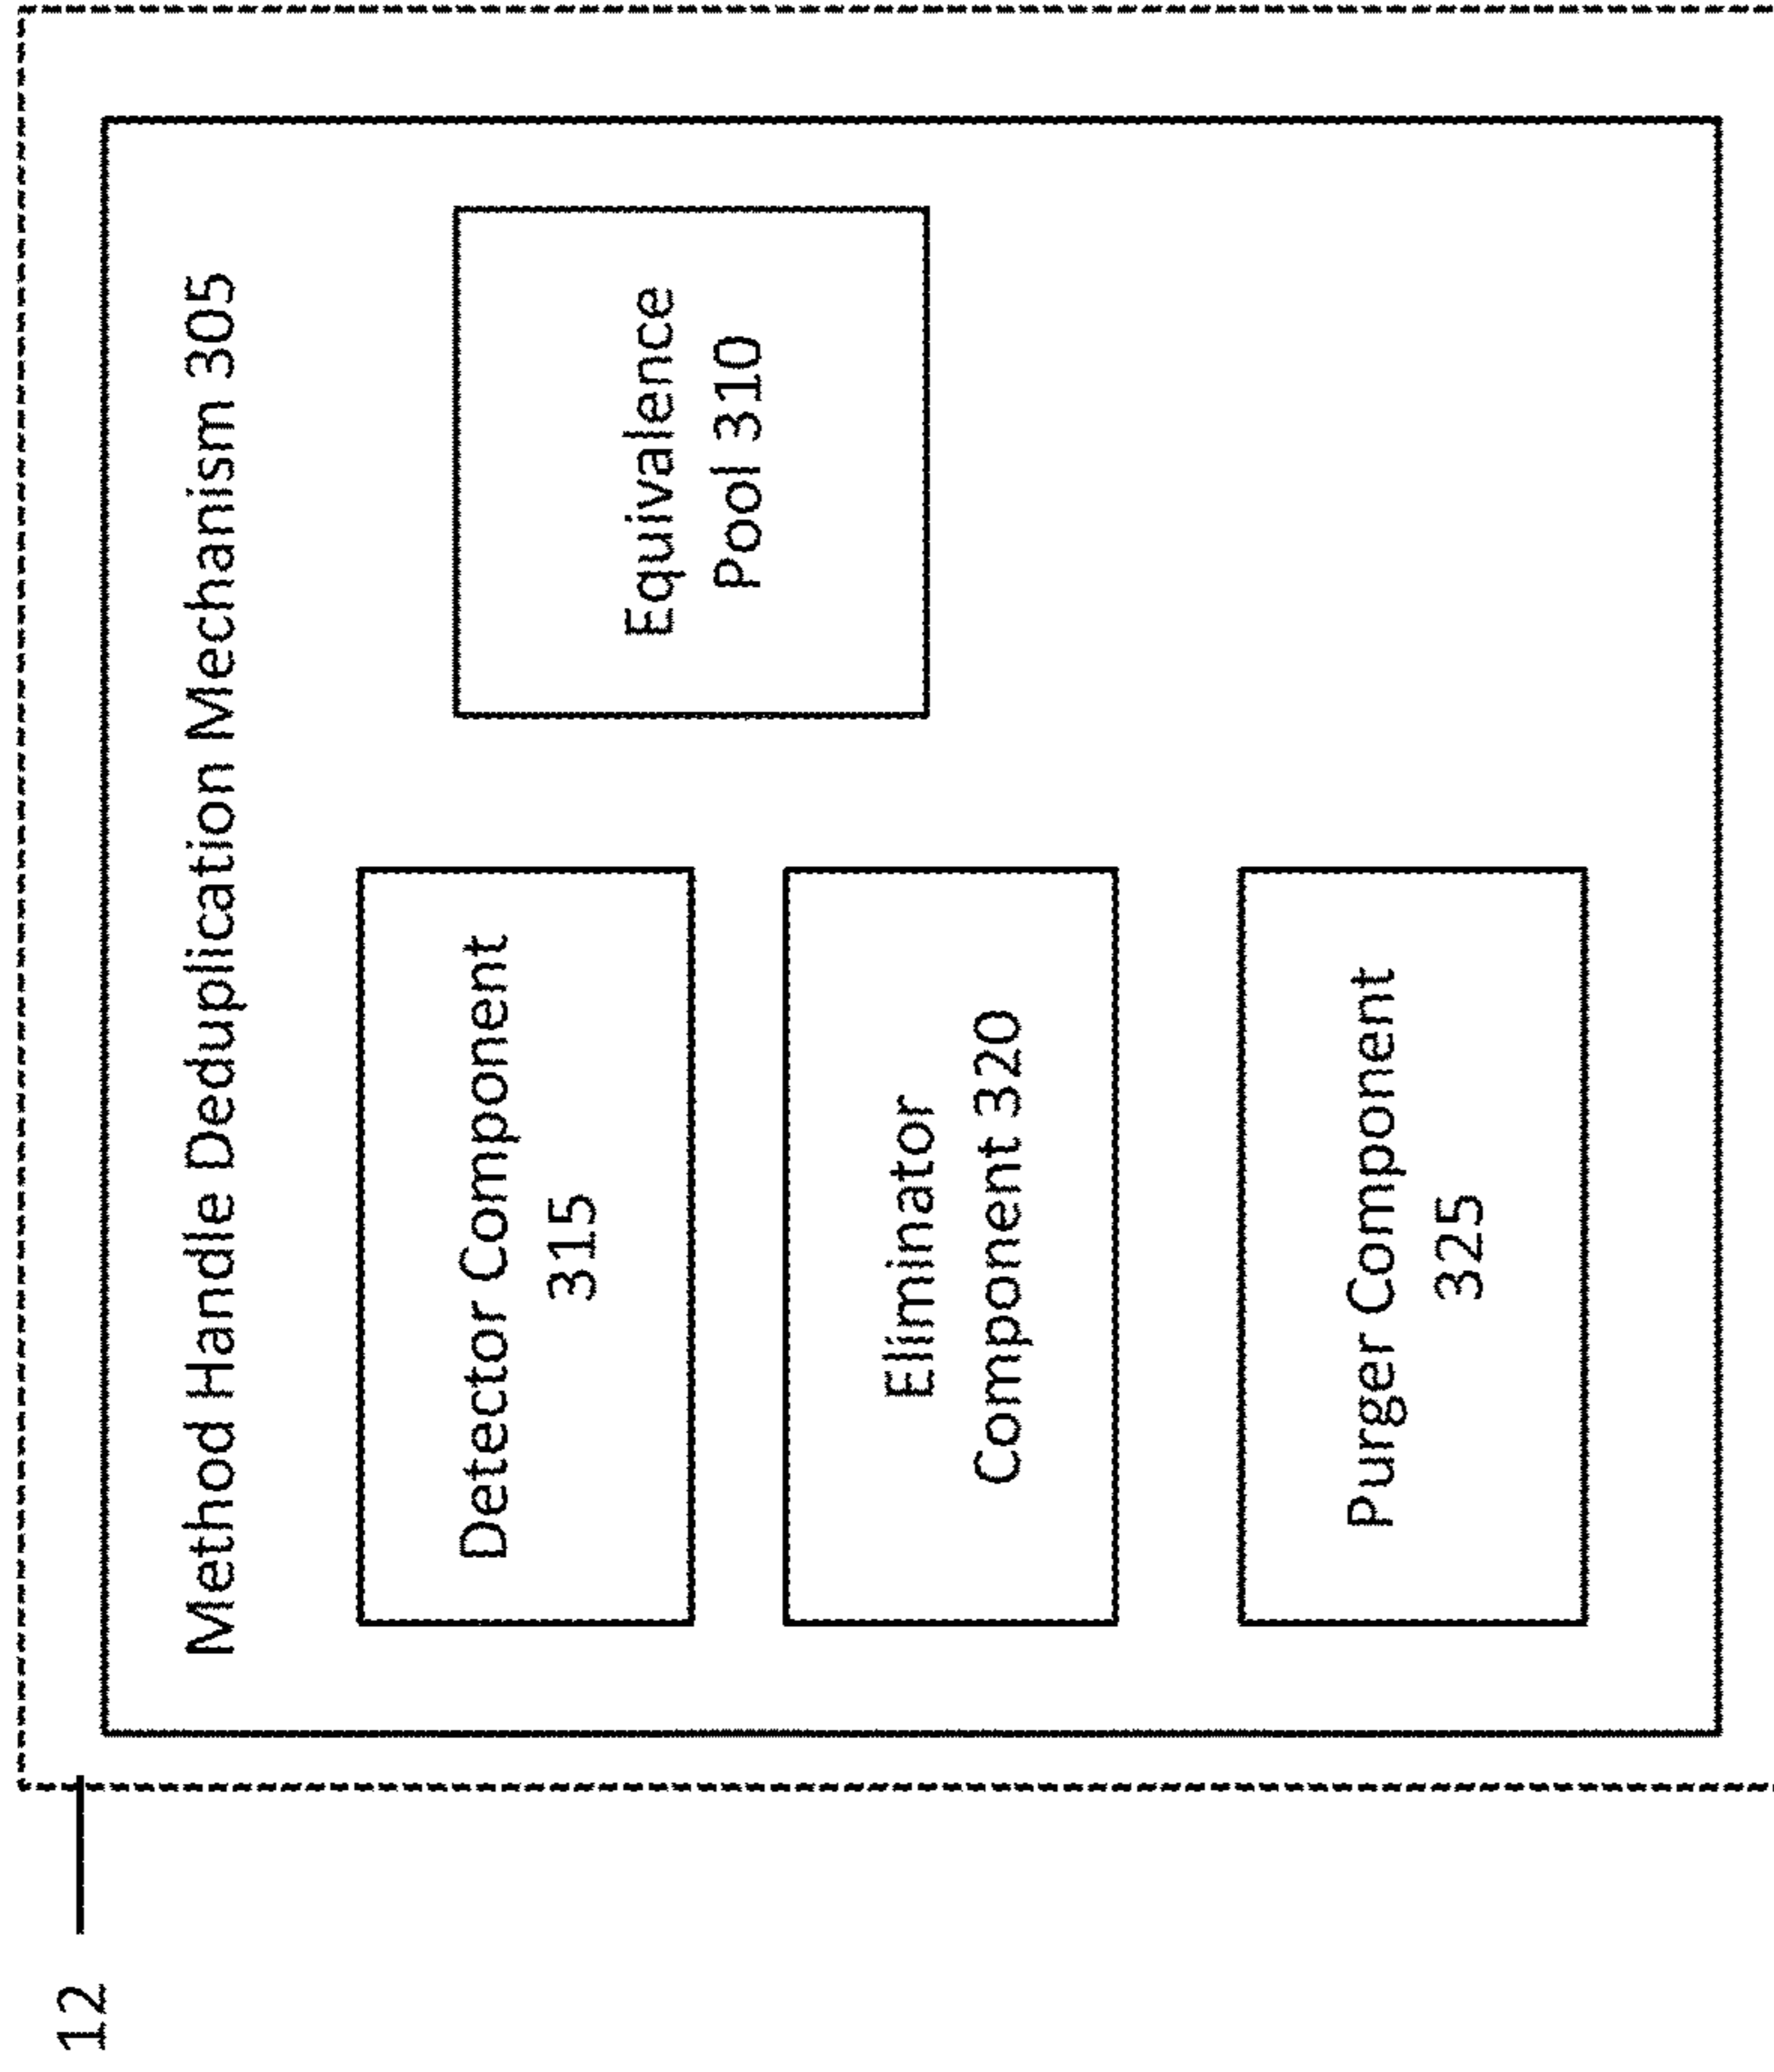 12
Method Handle Deduplication Mechanism 305
Detector Component
315
Equivalence
Pool 310
Eliminator
Component 320
Purger Component
325